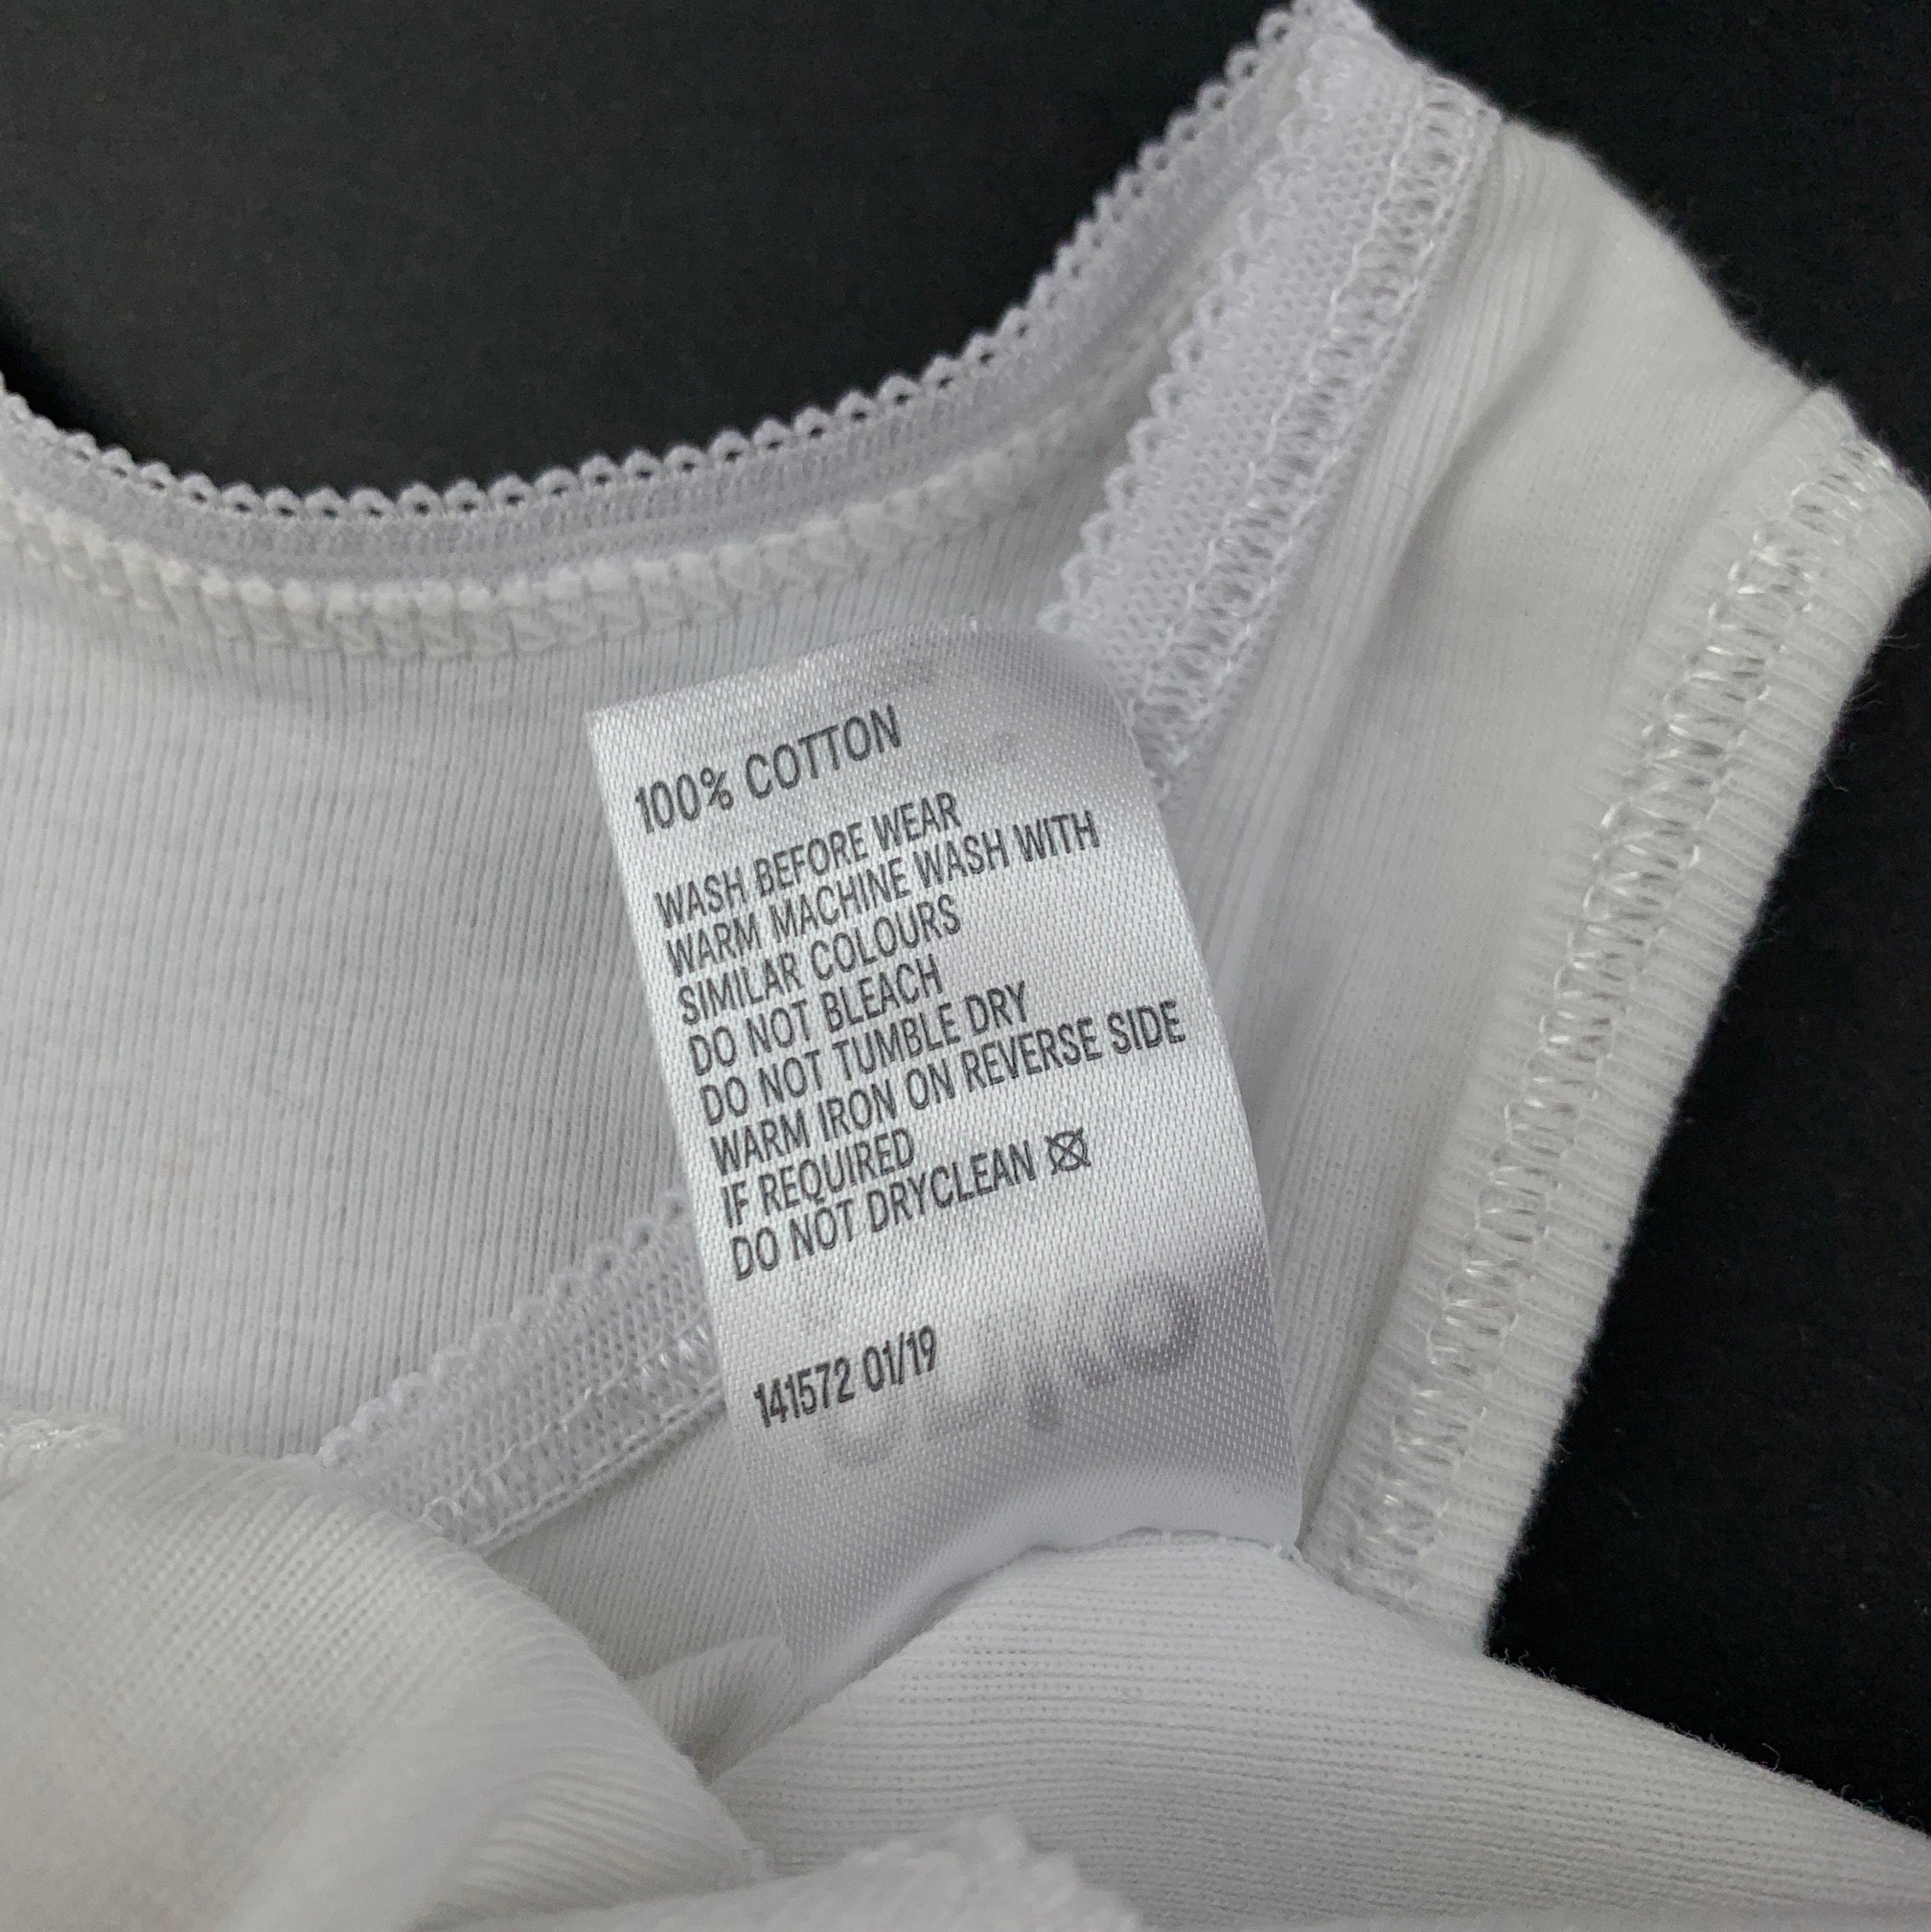 100% COTTON
WASH BEFORE WEAR
WARM MACHINE WASH WITH
SIMILAR COLOURS
DO NOT BLEACH
DO NOT TUMBLE DRY
WARM IRON ON REVERSE SIDE
IF REQUIRED
DO NOT DRYCLEAN
141572 01/19